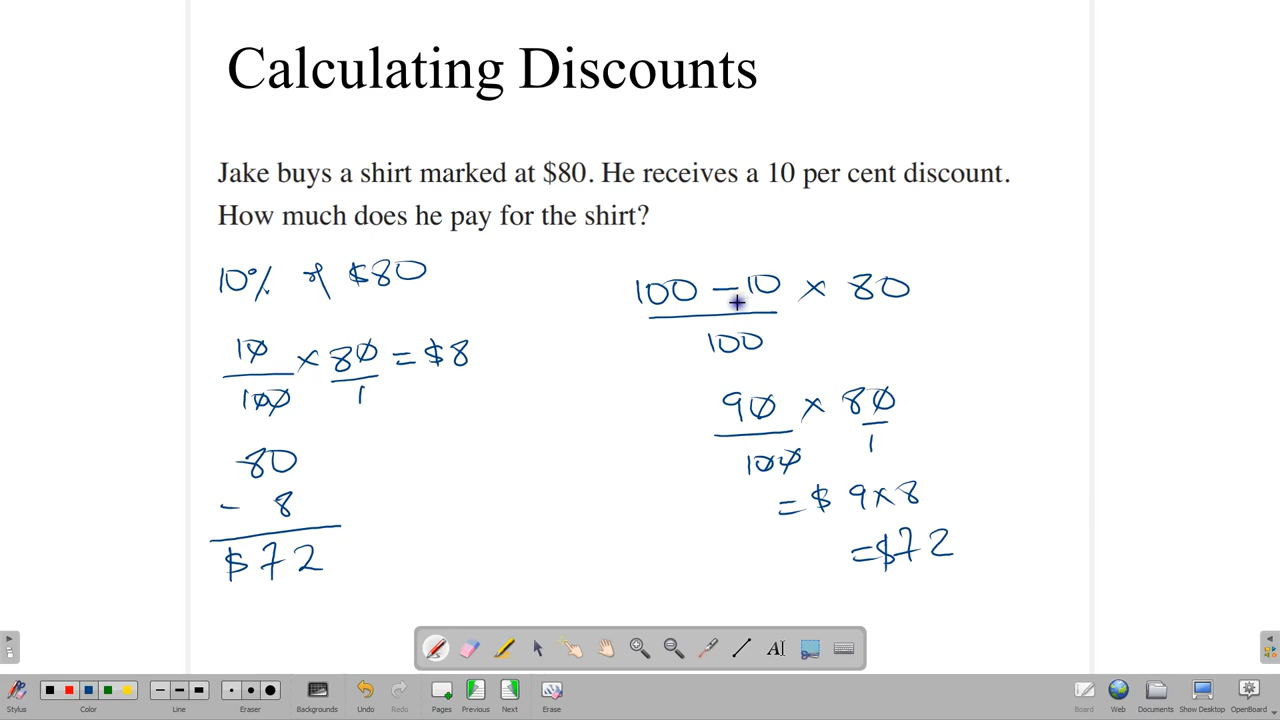 Calculating Discounts
Jake buys a shirt marked at $80. He receives a 10 per cent discount.
How much does he pay for the shirt?
10% of $80
10/100 × 80/1 = $8
80
- 8
$72
100 - 10 × 80
100
90/100 × 80/1
= $ 9 × 8
= $72
AI
Stylus Color Line Eraser Backgrounds Undo Redo Pages Previous Next Erase Board Web Documents Show Desktop OpenBoard